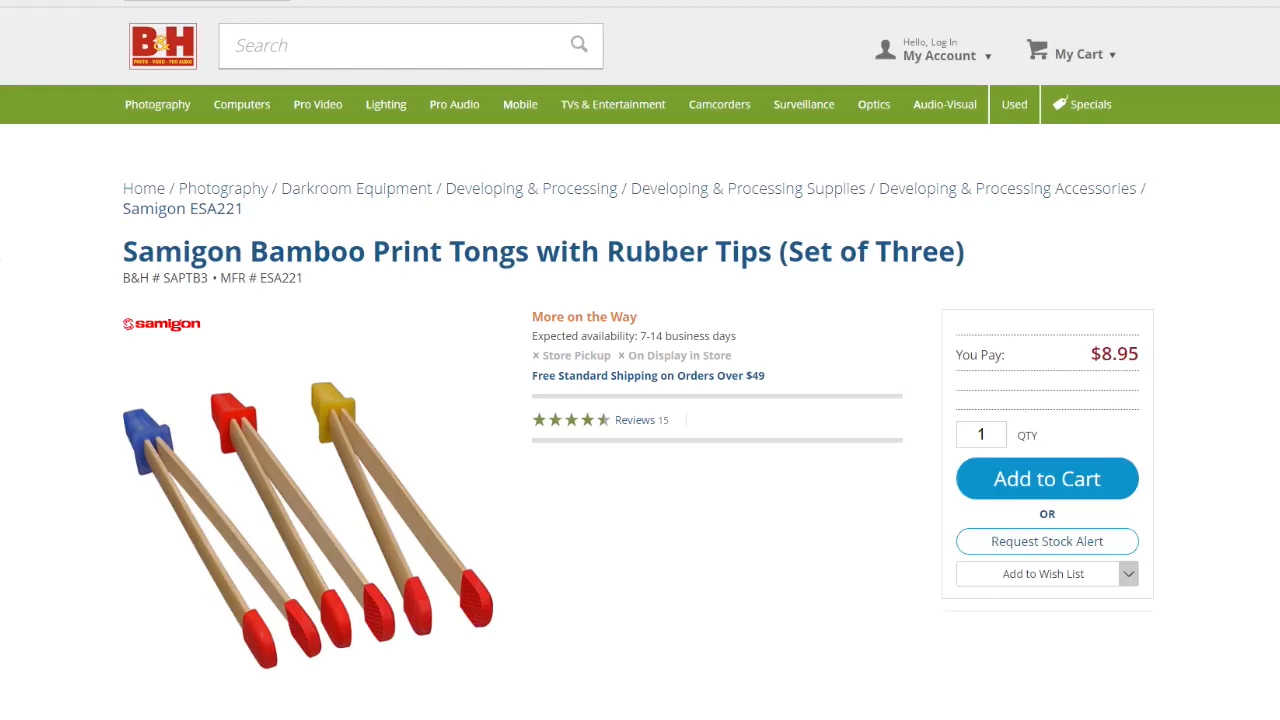 B&H
PHOTO · VIDEO · PRO AUDIO
Search
Hello, Log In
My Account
My Cart
Photography Computers Pro Video Lighting Pro Audio Mobile TVs & Entertainment Camcorders Surveillance Optics Audio-Visual Used Specials
Home / Photography / Darkroom Equipment / Developing & Processing / Developing & Processing Supplies / Developing & Processing Accessories /
Samigon ESA221
Samigon Bamboo Print Tongs with Rubber Tips (Set of Three)
B&H # SAPTB3 • MFR # ESA221
samigon
More on the Way
Expected availability: 7-14 business days
× Store Pickup × On Display in Store
Free Standard Shipping on Orders Over $49
Reviews 15
You Pay: $8.95
1 QTY
Add to Cart
OR
Request Stock Alert
Add to Wish List